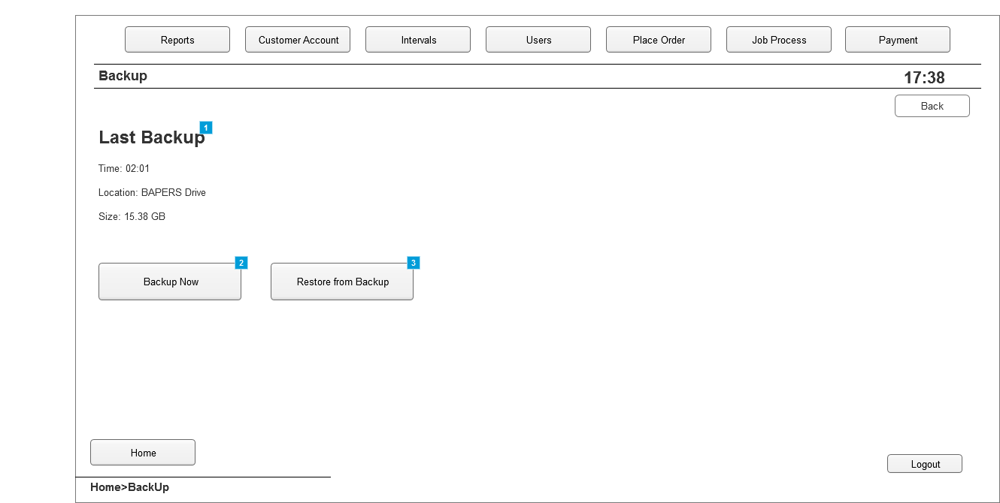 Reports Customer Account Intervals Users Place Order Job Process Payment
Backup 17:38
Back
Last Backup 1
Time: 02:01
Location: BAPERS Drive
Size: 15.38 GB
2 3
Backup Now Restore from Backup
Home
Logout
Home>BackUp